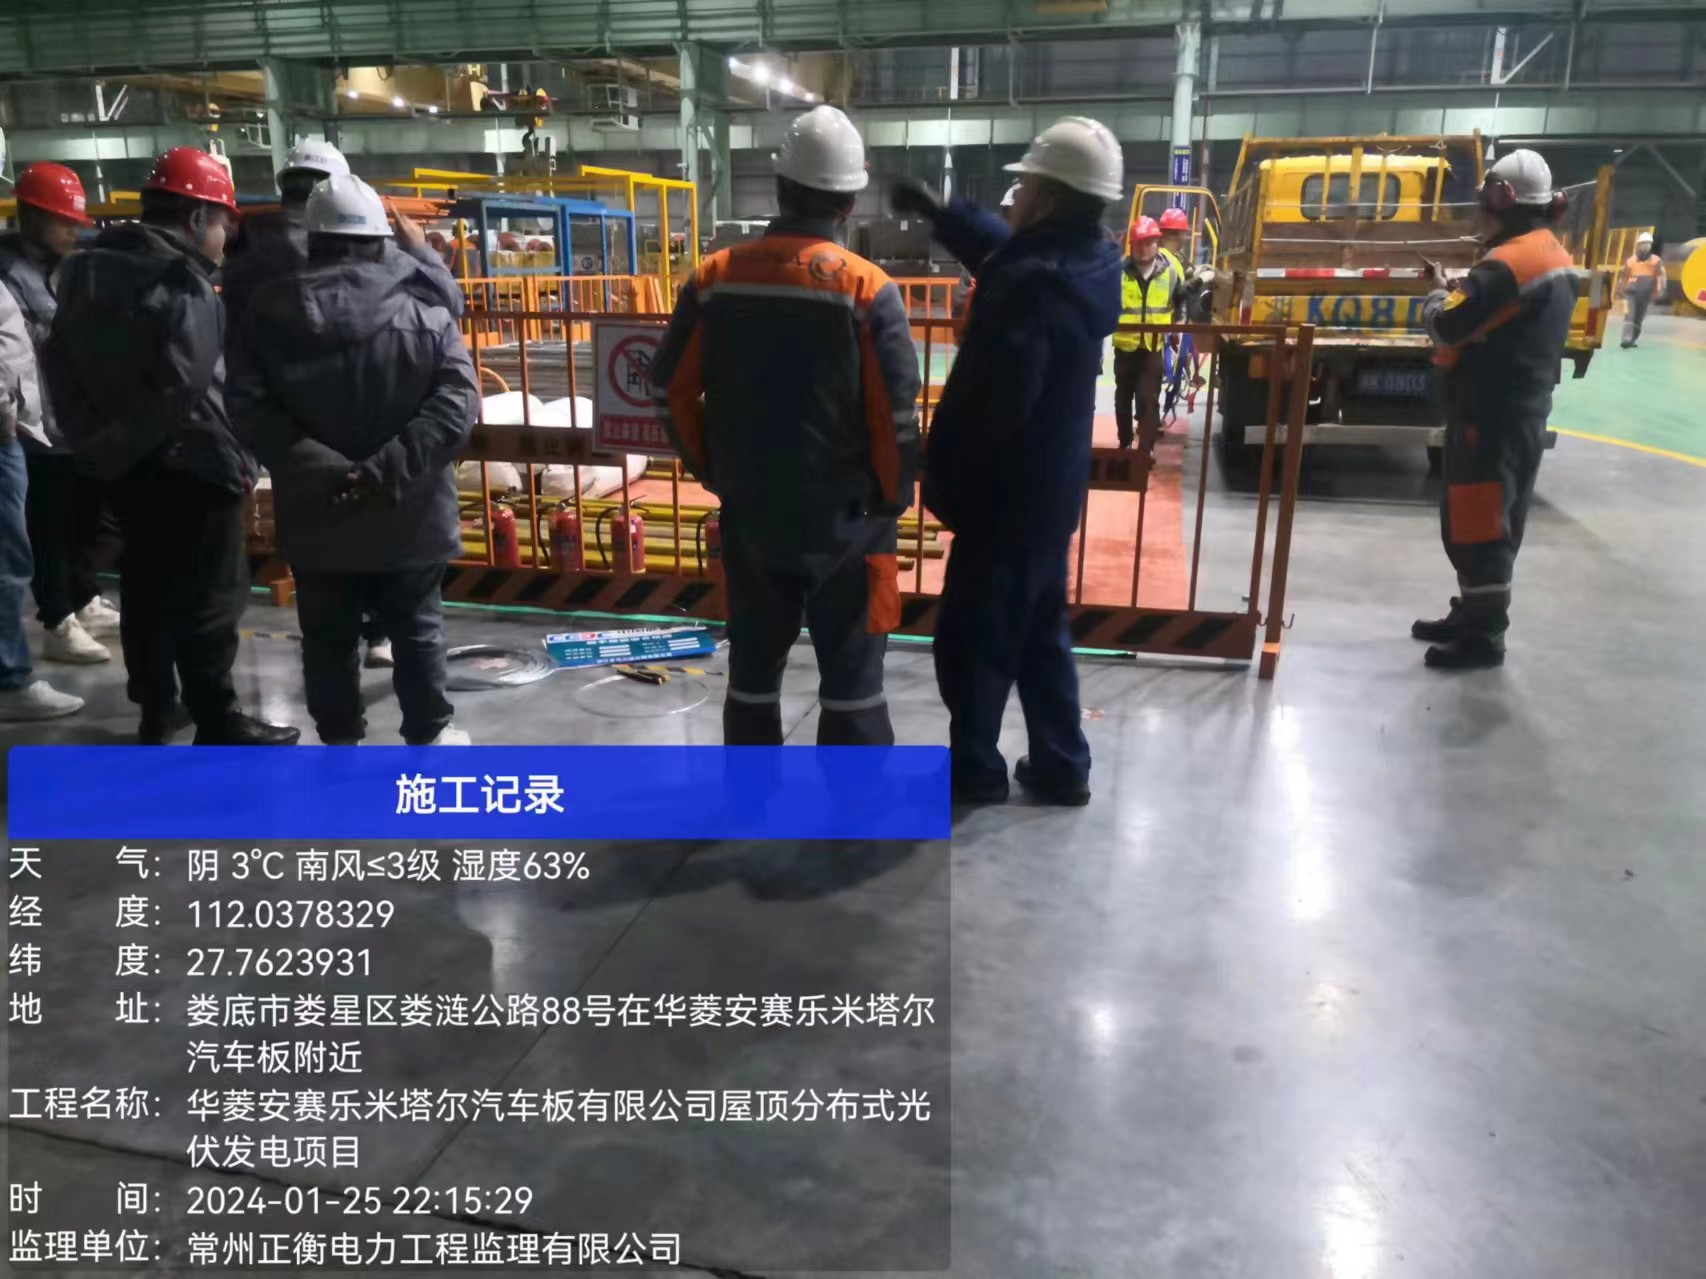 KQ8
施工记录
天 气: 阴 3℃ 南风≤3级 湿度63%
经 度: 112.0378329
纬 度: 27.7623931
地 址: 娄底市娄星区娄涟公路88号在华菱安赛乐米塔尔
汽车板附近
工程名称: 华菱安赛乐米塔尔汽车板有限公司屋顶分布式光
伏发电项目
时 间: 2024-01-25 22:15:29
监理单位: 常州正衡电力工程监理有限公司